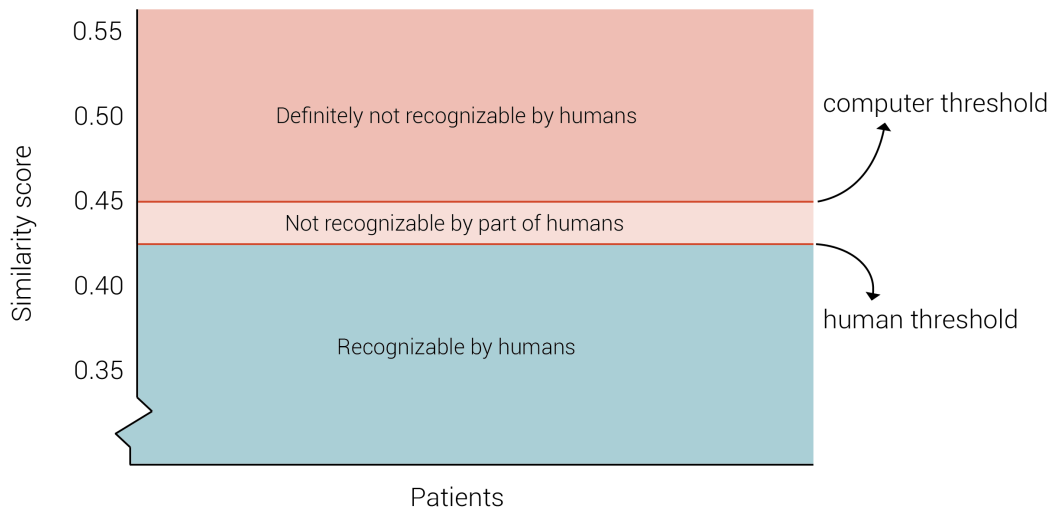 0.55
0.50
0.45
0.40
0.35
Similarity score
Definitely not recognizable by humans
Not recognizable by part of humans
Recognizable by humans
computer threshold
human threshold
Patients